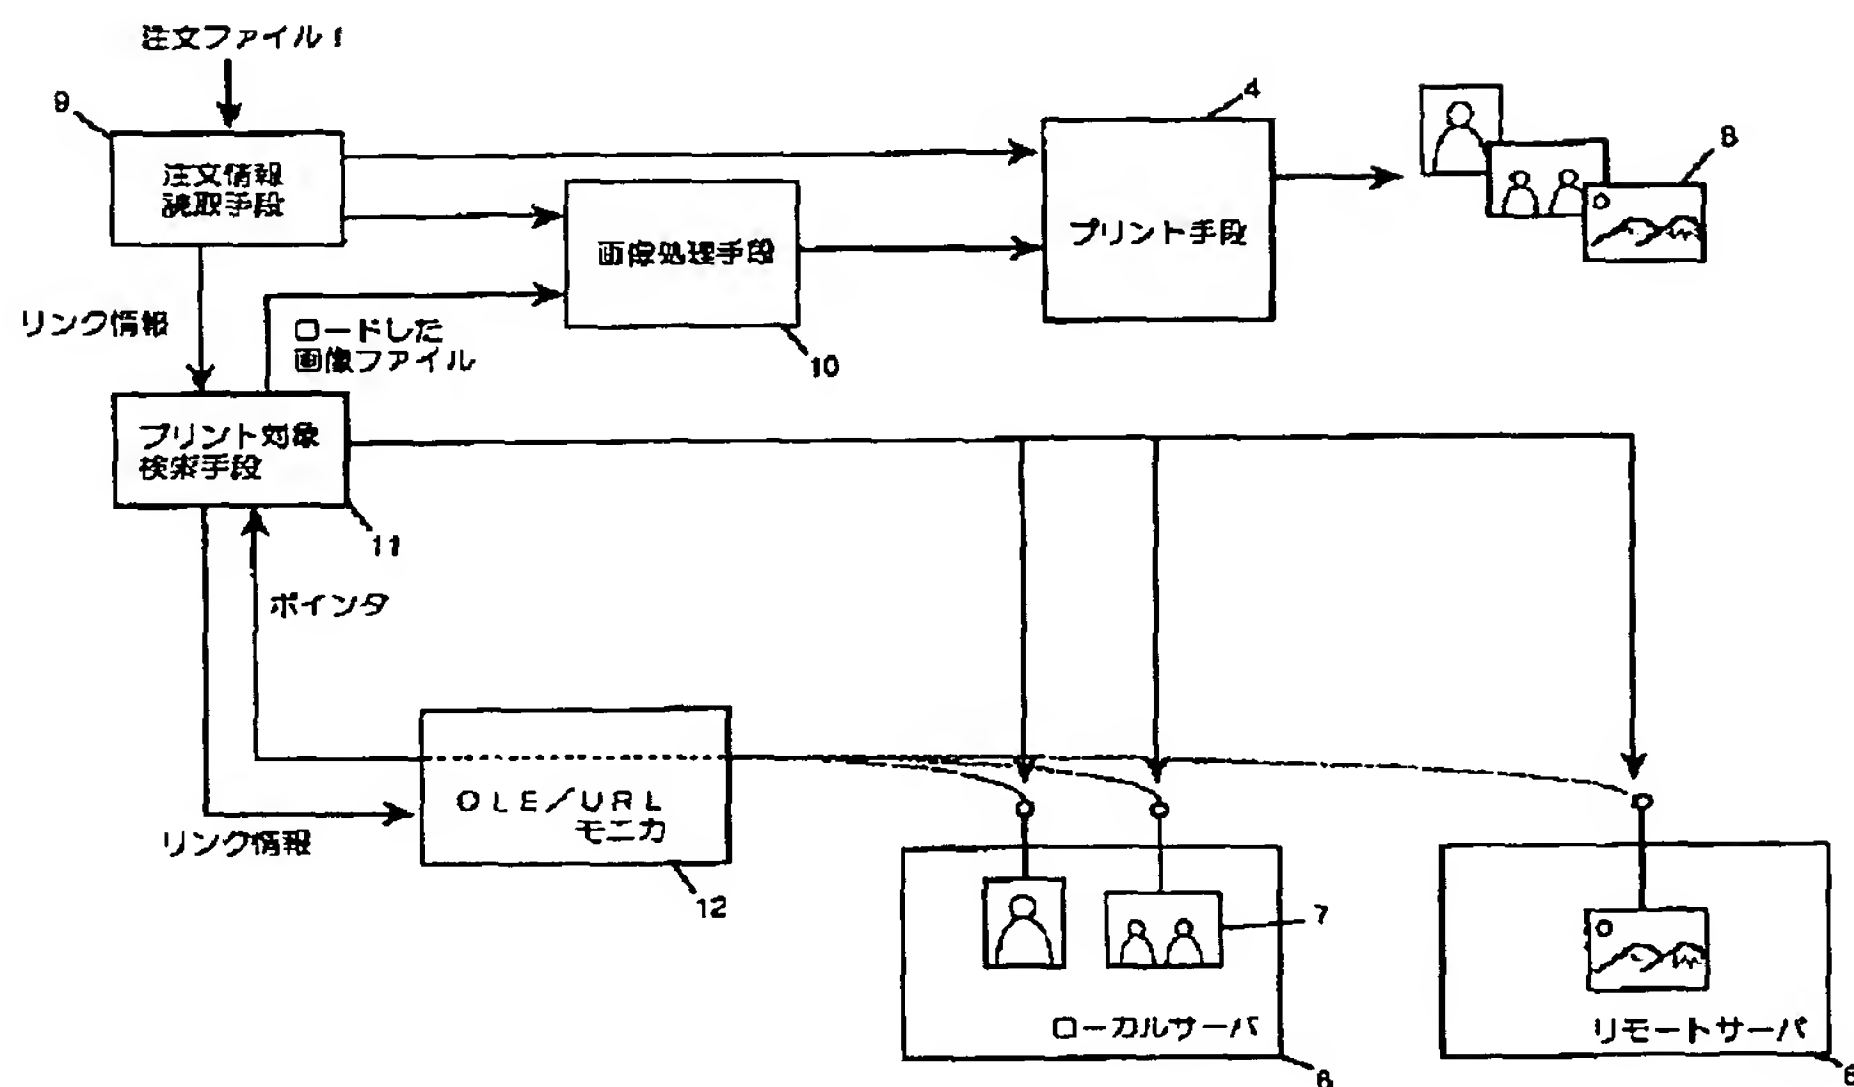 注文ファイル 1
9
注文情報
読取手段
4
8
プリント手段
画像処理手段
10
リンク情報
ロードした
画像ファイル
プリント対象
検索手段
11
ポインタ
OLE/URL
モニカ
リンク情報
12
7
ローカルサーバ
リモートサーバ
6
6